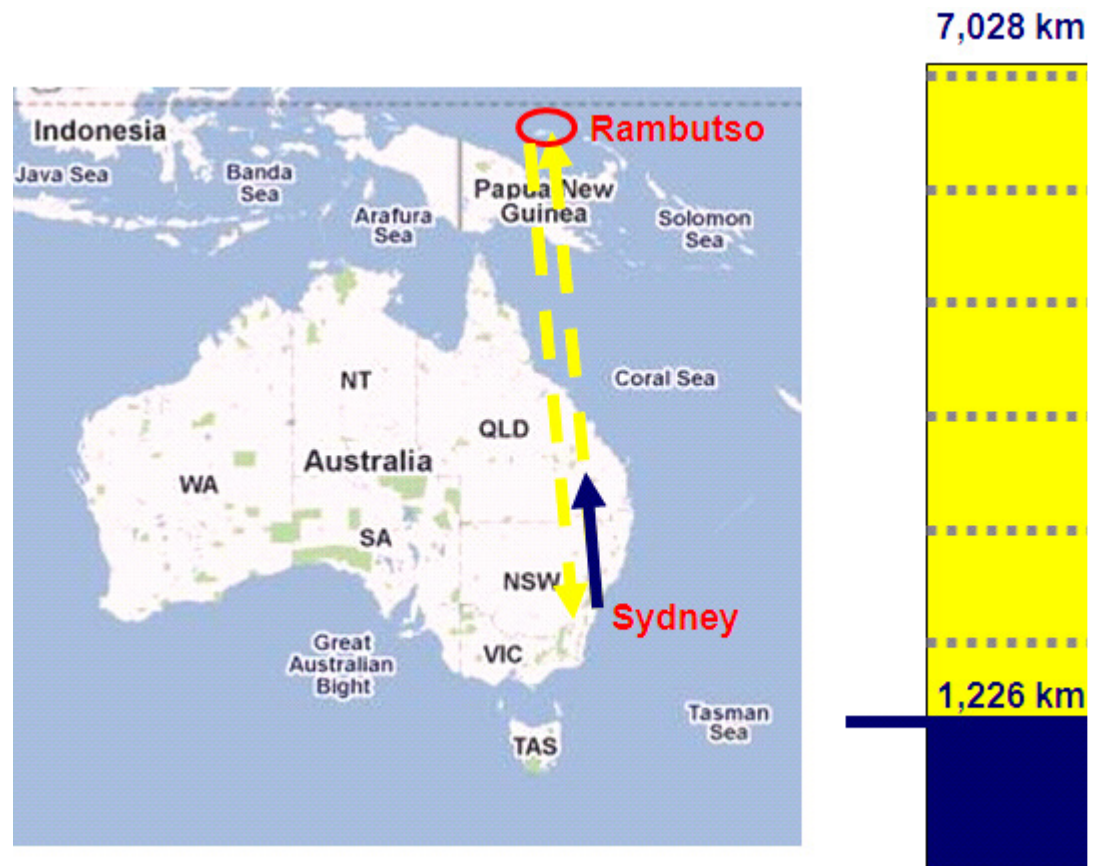 7,028 km
Indonesia
Rambutso
Java Sea
Banda
Sea
Papua New
Guinea
Arafura
Sea
Solomon
Sea
NT
Coral Sea
QLD
Australia
WA
SA
NSW
Sydney
Great
Australian
Bight
VIC
1,226 km
Tasman
Sea
TAS